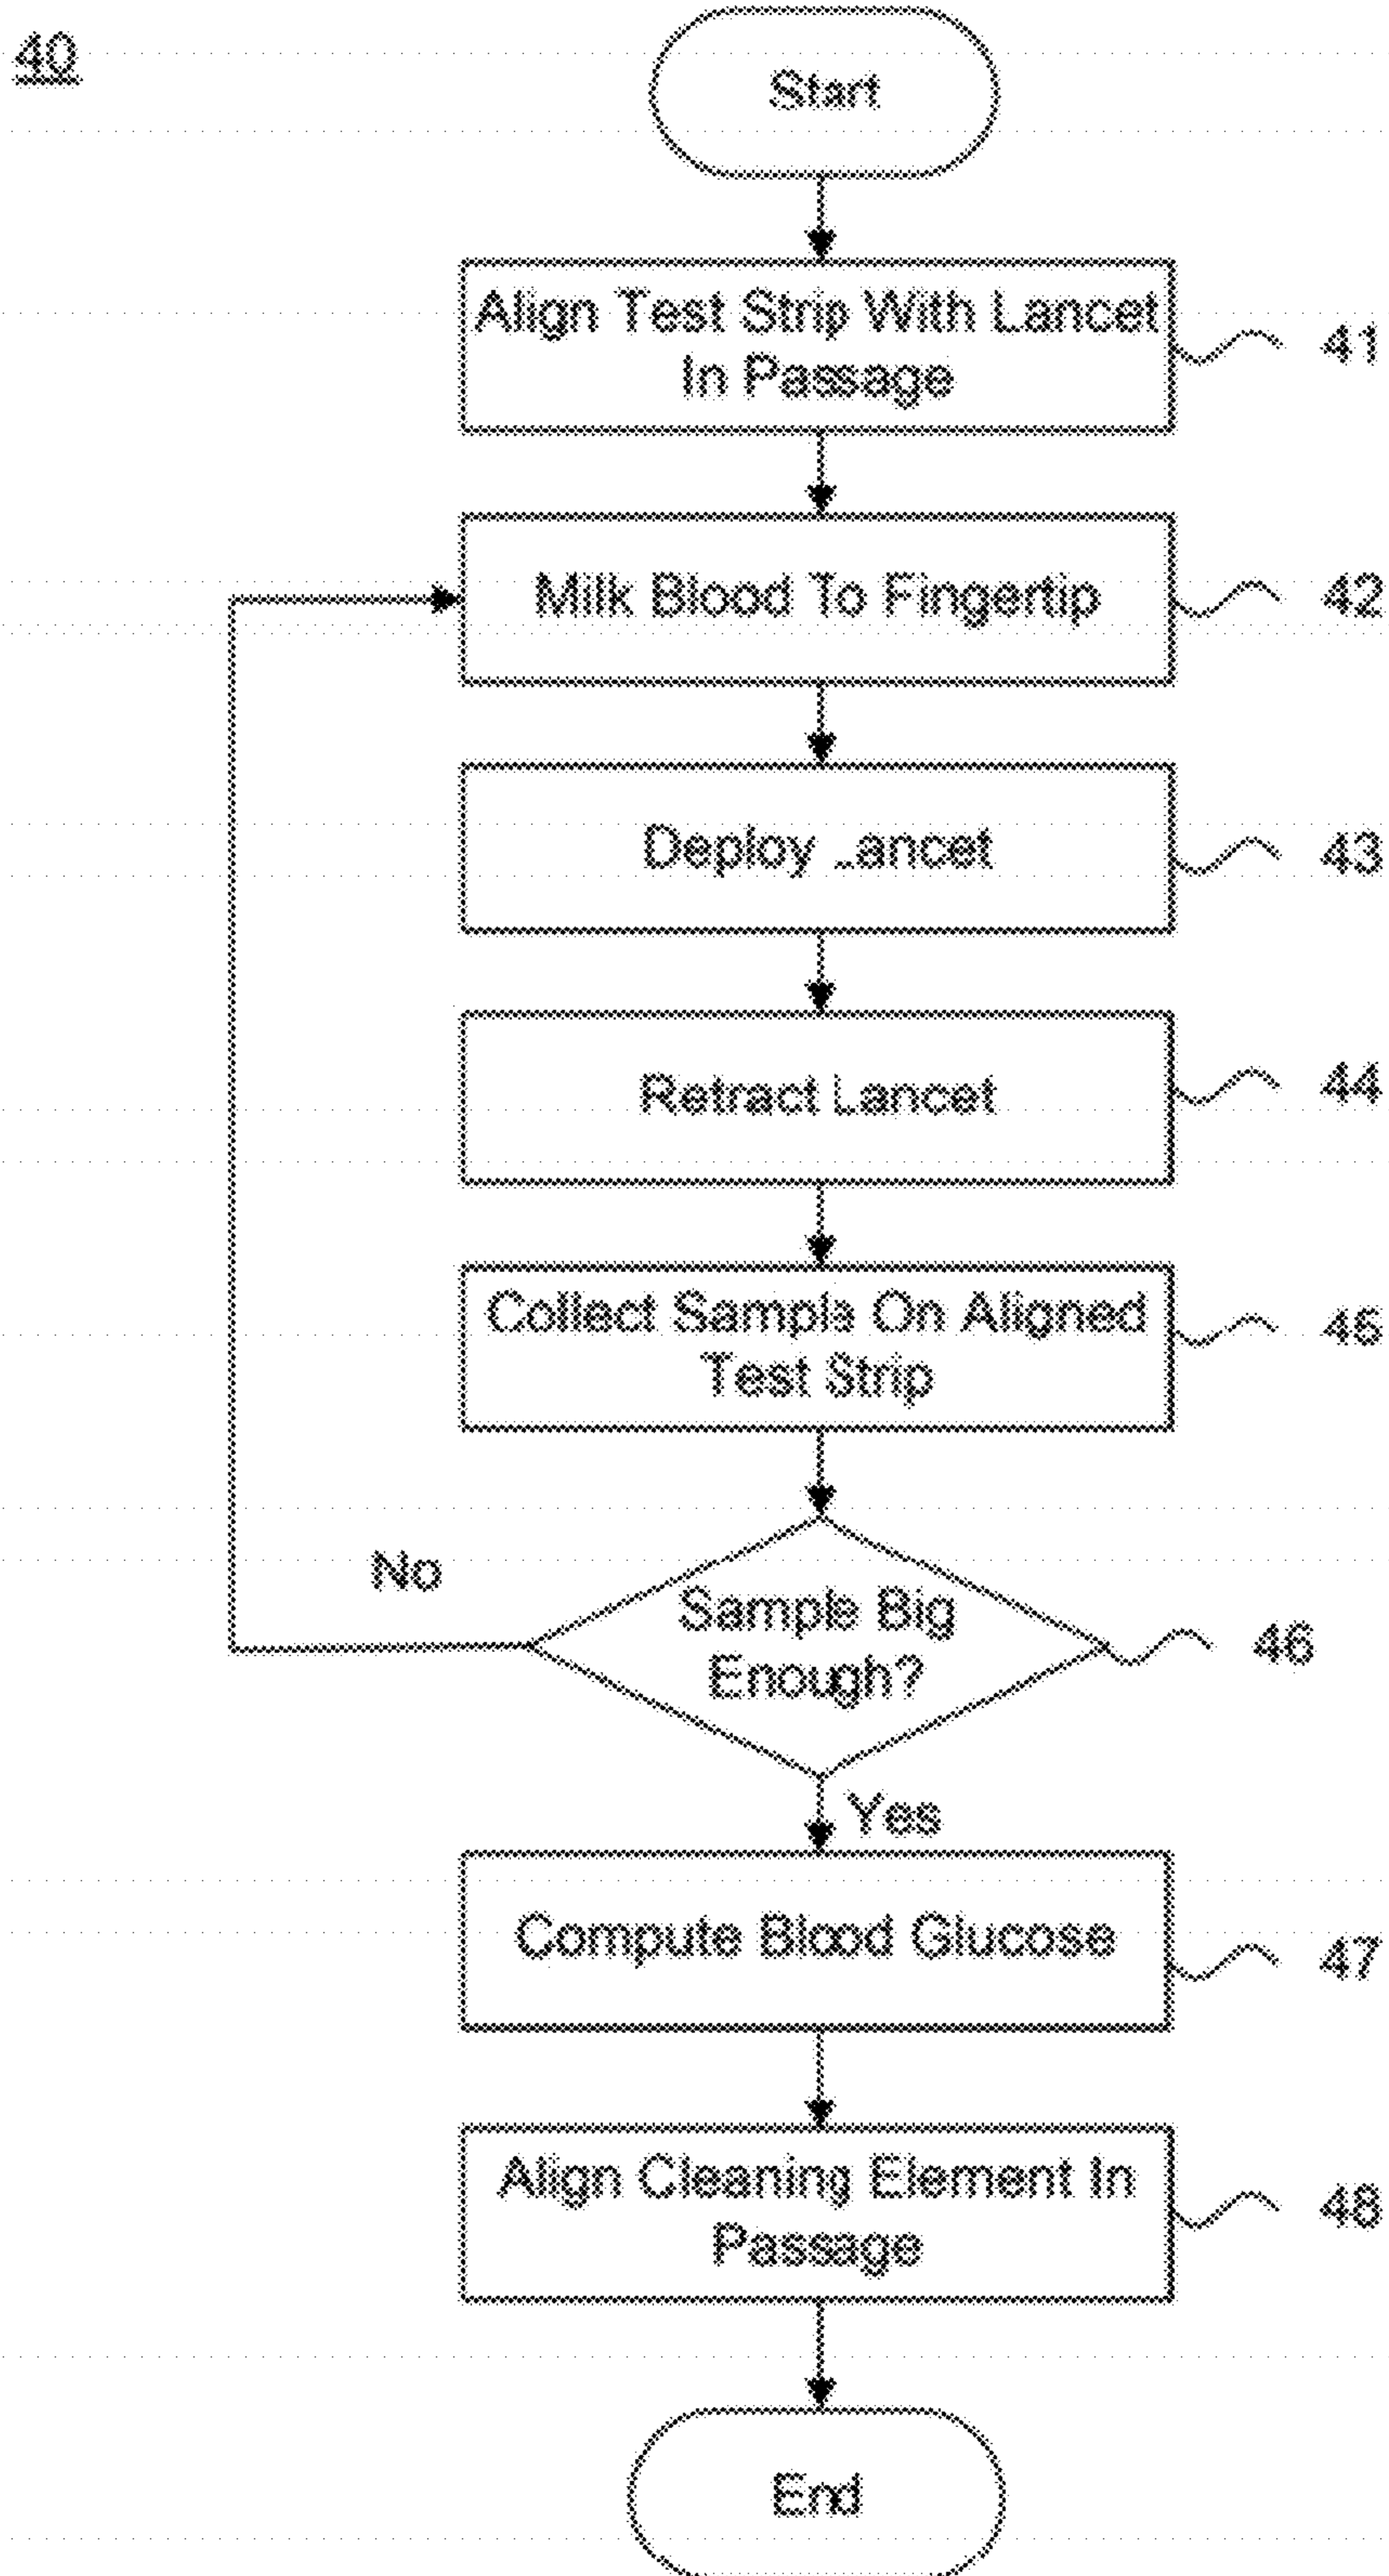 40
Start
Align Test Strip With Lancet
In Passage
41
Milk Blood To Fingertip
42
Deploy Lancet
43
Retract Lancet
44
Collect Sample On Aligned
Test Strip
45
No
Sample Big
Enough?
46
Yes
Compute Blood Glucose
47
Align Cleaning Element In
Passage
48
End